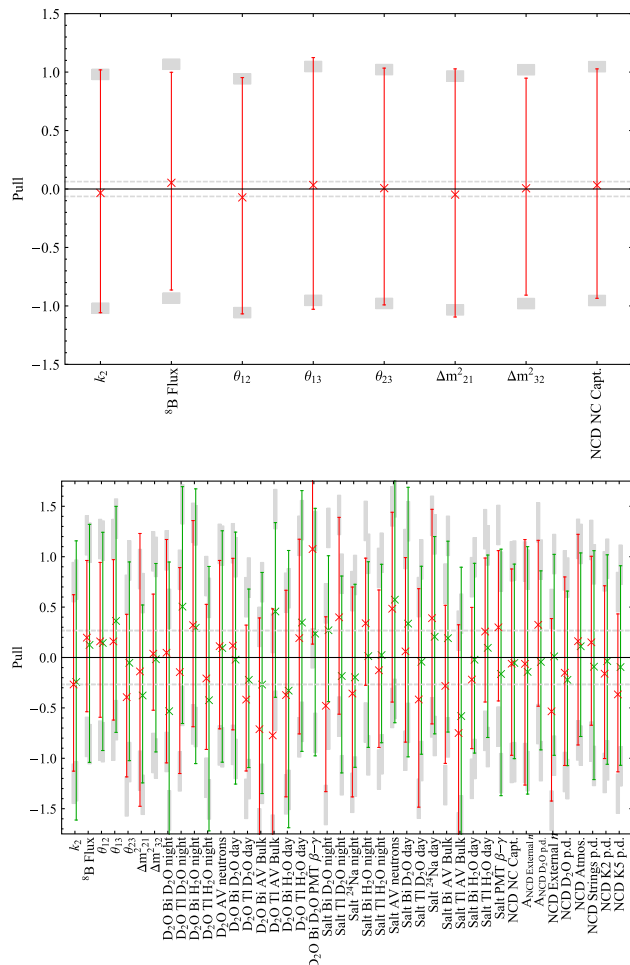 1.5
1.0
0.5
0.0
−0.5
−1.0
−1.5
Pull
k₂
⁸B Flux
θ₁₂
θ₁₃
θ₂₃
Δm²₂₁
Δm²₃₂
NCD NC Capt.
1.5
1.0
0.5
0.0
−0.5
−1.0
−1.5
Pull
k₂
⁸B Flux
θ₁₂
θ₁₃
θ₂₃
Δm²₂₁
Δm²₃₂
D₂O Bi D₂O night
D₂O Tl D₂O night
D₂O Bi H₂O night
D₂O Tl H₂O night
D₂O AV neutrons
D₂O Bi D₂O day
D₂O Tl D₂O day
D₂O Bi AV Bulk
D₂O Tl AV Bulk
D₂O Bi H₂O day
D₂O Tl H₂O day
D₂O Bi D₂O PMT β−γ
Salt Bi D₂O night
Salt Tl D₂O night
Salt ²⁴Na night
Salt Bi H₂O night
Salt Tl H₂O night
Salt AV neutrons
Salt Bi D₂O day
Salt Tl D₂O day
Salt ²⁴Na day
Salt Bi AV Bulk
Salt Tl AV Bulk
Salt Bi H₂O day
Salt Tl H₂O day
Salt PMT β−γ
NCD NC Capt.
A_NCD External n
A_NCD D₂O p.d.
NCD External n
NCD D₂O p.d.
NCD Atmos.
NCD Strings p.d.
NCD K2 p.d.
NCD K5 p.d.